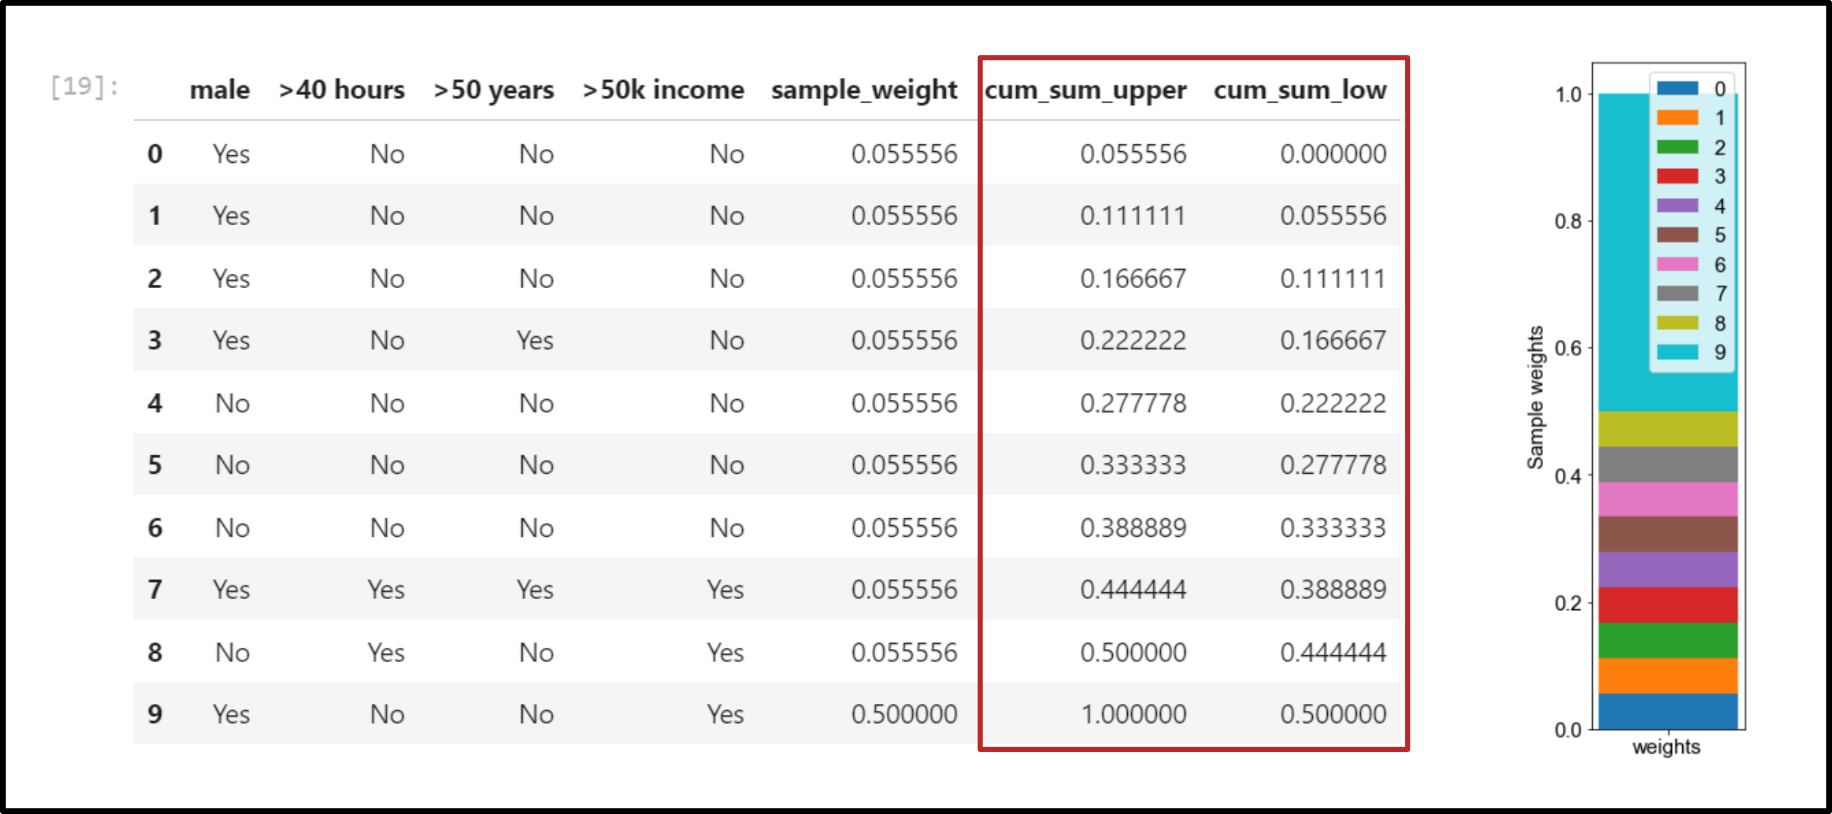 [19]:
male >40 hours >50 years >50k income sample_weight cum_sum_upper cum_sum_low
0 Yes No No No 0.055556 0.055556 0.000000
1 Yes No No No 0.055556 0.111111 0.055556
2 Yes No No No 0.055556 0.166667 0.111111
3 Yes No Yes No 0.055556 0.222222 0.166667
4 No No No No 0.055556 0.277778 0.222222
5 No No No No 0.055556 0.333333 0.277778
6 No No No No 0.055556 0.388889 0.333333
7 Yes Yes Yes Yes 0.055556 0.444444 0.388889
8 No Yes No Yes 0.055556 0.500000 0.444444
9 Yes No No Yes 0.500000 1.000000 0.500000
Sample weights
1.0
0.8
0.6
0.4
0.2
0.0
0
1
2
3
4
5
6
7
8
9
weights